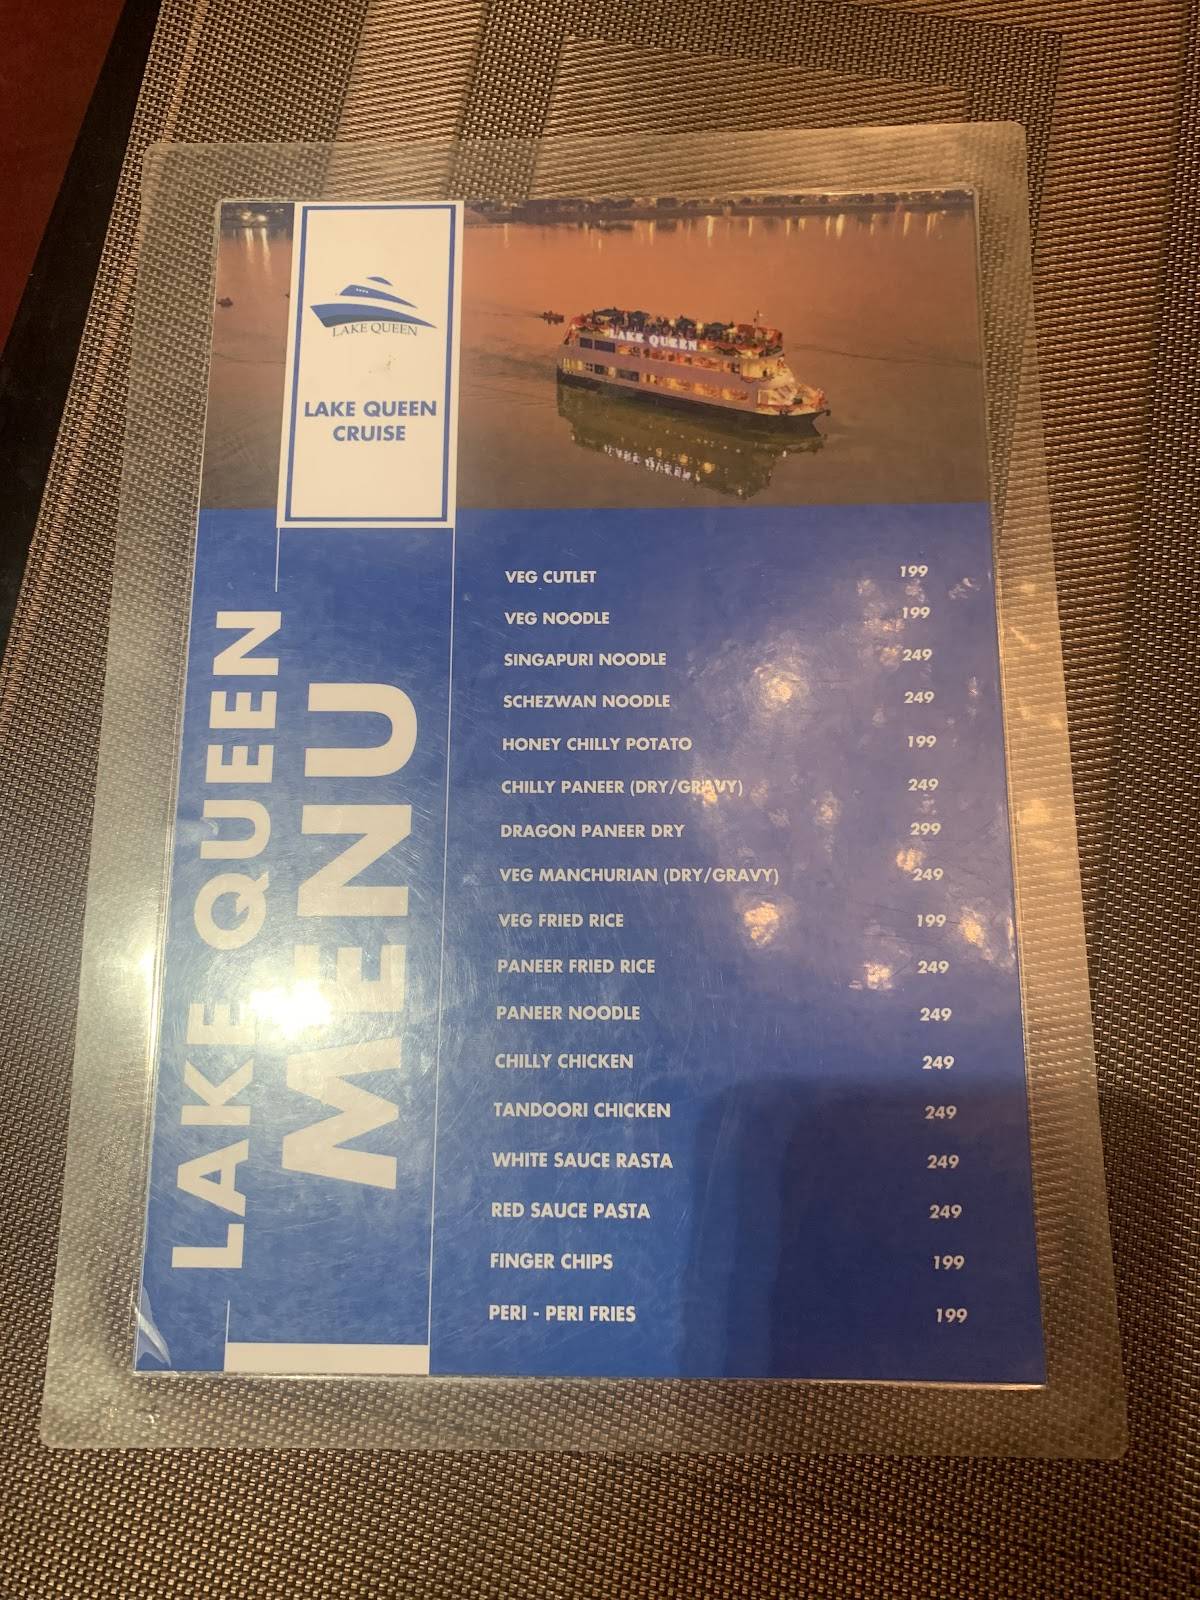 LAKE QUEEN
LAKE QUEEN
CRUISE
LAKE QUEEN
LAKE QUEEN
MENU
VEG CUTLET 199
VEG NOODLE 199
SINGAPURI NOODLE 249
SCHEZWAN NOODLE 249
HONEY CHILLY POTATO 199
CHILLY PANEER (DRY/GRAVY) 249
DRAGON PANEER DRY 299
VEG MANCHURIAN (DRY/GRAVY) 249
VEG FRIED RICE 199
PANEER FRIED RICE 249
PANEER NOODLE 249
CHILLY CHICKEN 249
TANDOORI CHICKEN 249
WHITE SAUCE RASTA 249
RED SAUCE PASTA 249
FINGER CHIPS 199
PERI - PERI FRIES 199